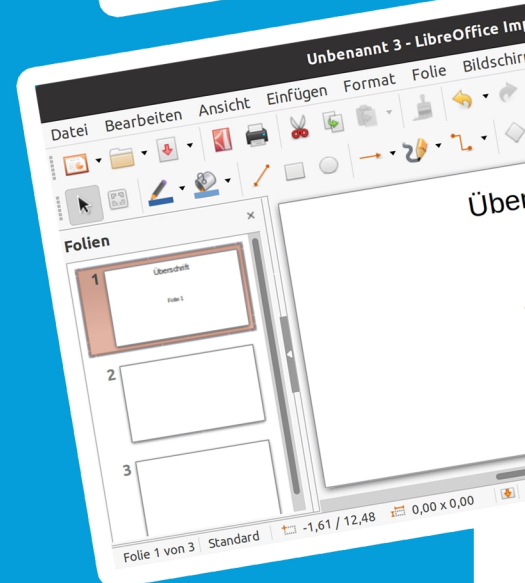 Unbenannt 3 - LibreOffice Imp
Datei Bearbeiten Ansicht Einfügen Format Folie Bildschir
Folien
1
Überschrift
Folie 1
2
3
Über
Folie 1 von 3 Standard -1,61 / 12,48 0,00 x 0,00